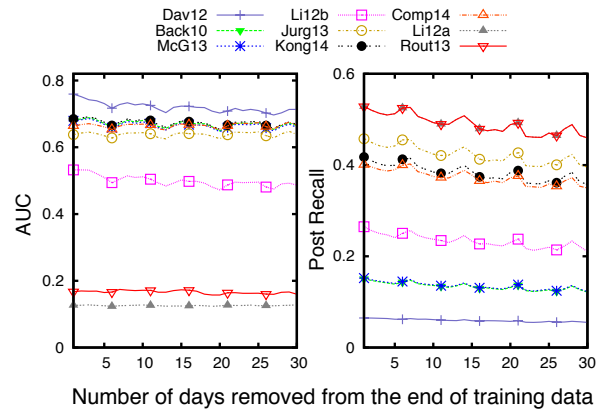 Dav12 Li12b Comp14
Back10 Jurg13 Li12a
McG13 Kong14 Rout13
0.8 0.6
0.6
0.4
0.4
0.2
0.2
0 0
AUC
Post Recall
5 10 15 20 25 30 5 10 15 20 25 30
Number of days removed from the end of training data